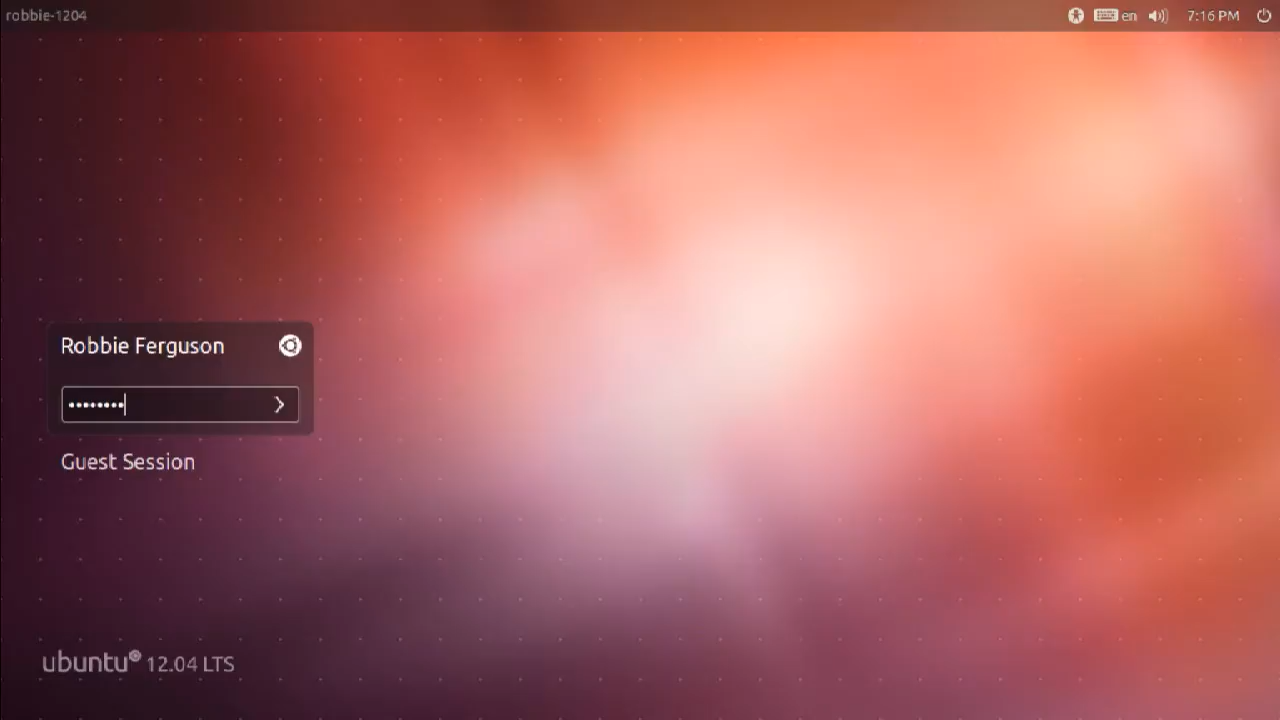 robbie-1204
en 7:16 PM
Robbie Ferguson
••••••••
Guest Session
ubuntu 12.04 LTS